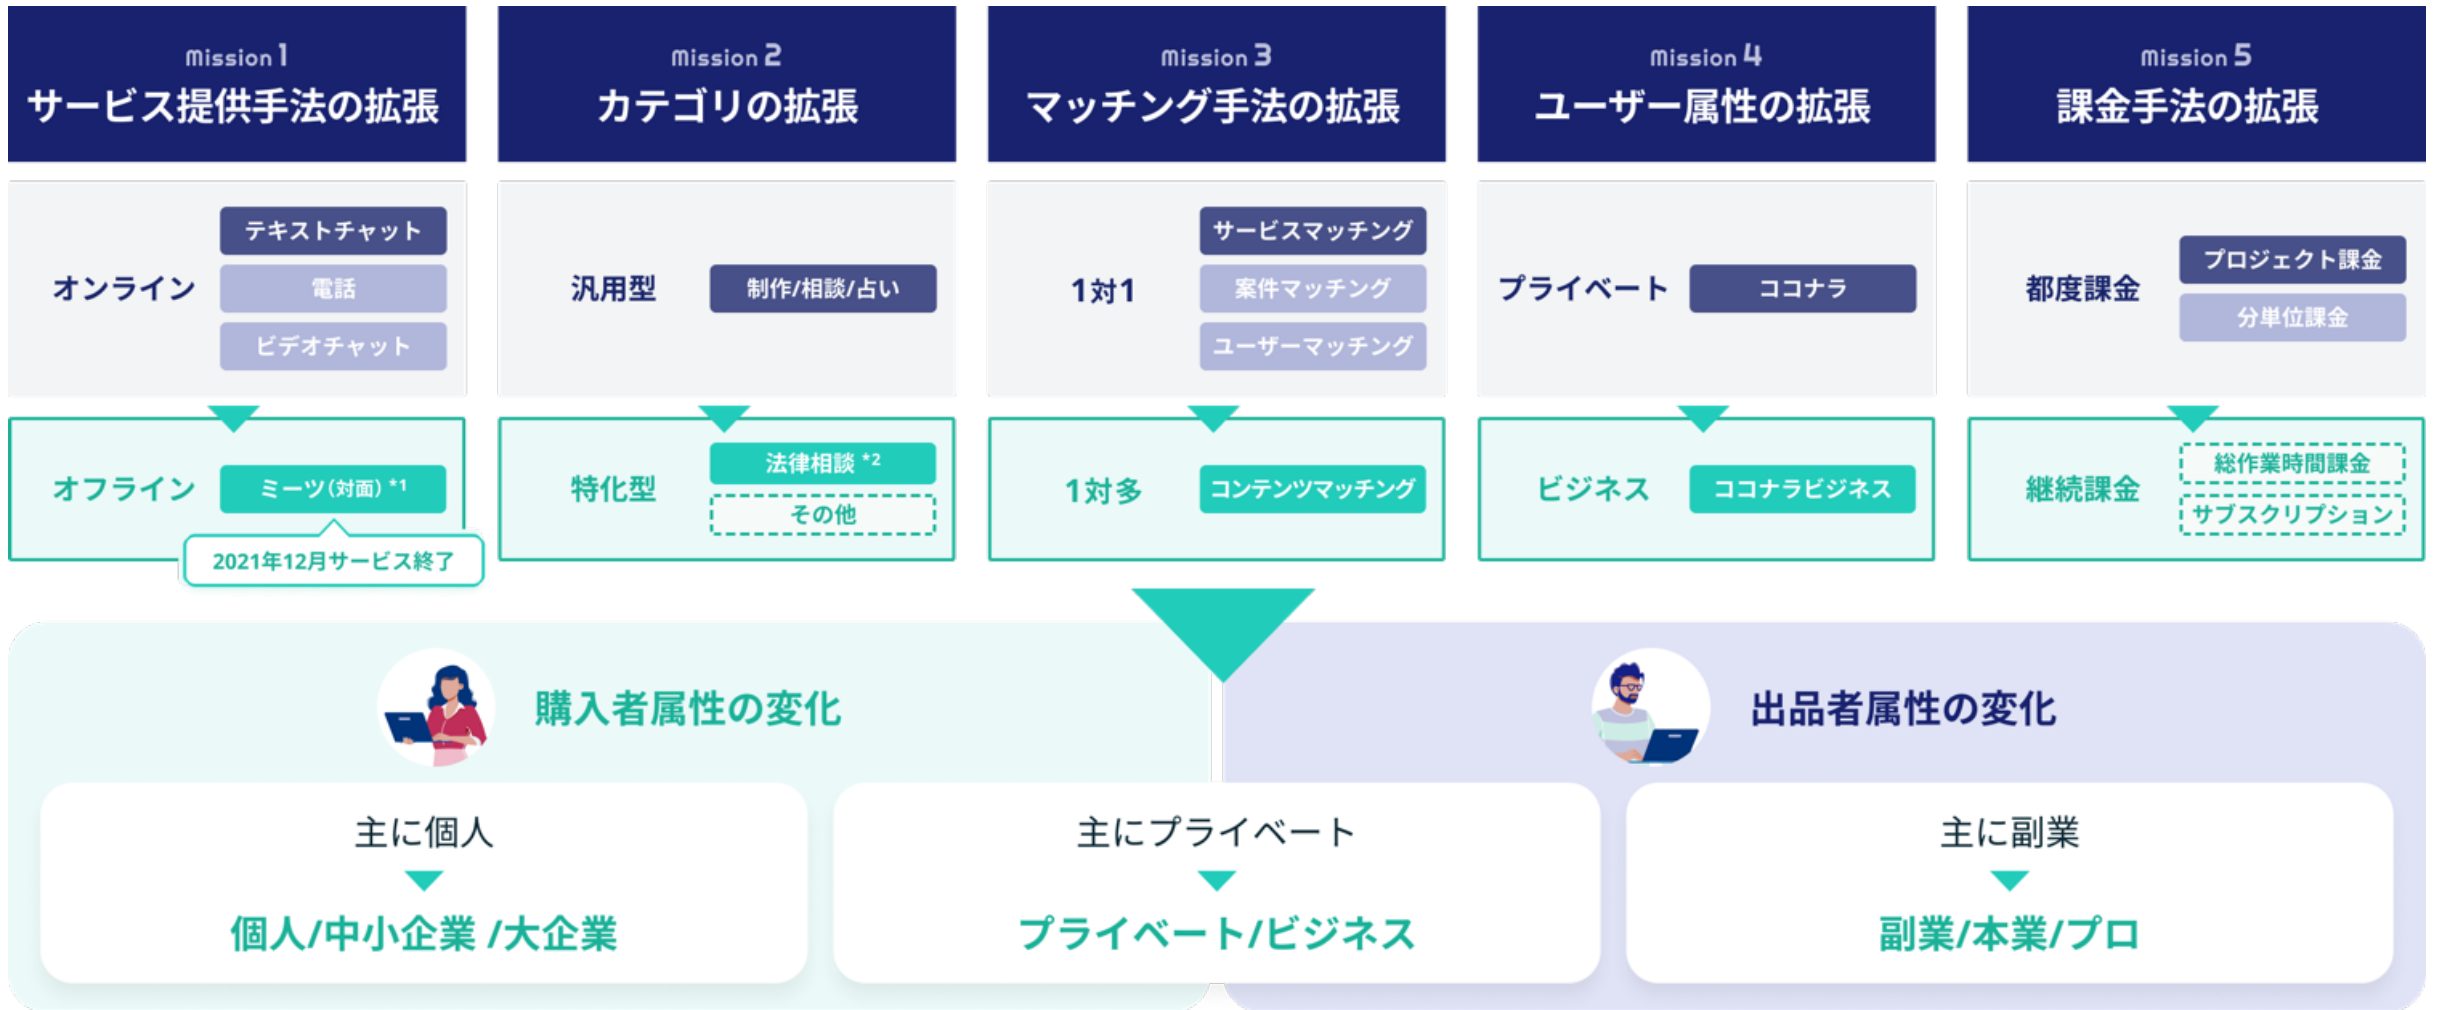 Mission 1
サービス提供手法の拡張
オンライン
テキストチャット
電話
ビデオチャット
オフライン
ミーツ(対面) *1
2021年12月サービス終了
Mission 2
カテゴリの拡張
汎用型
制作/相談/占い
特化型
法律相談 *2
その他
Mission 3
マッチング手法の拡張
1対1
サービスマッチング
案件マッチング
ユーザーマッチング
1対多
コンテンツマッチング
Mission 4
ユーザー属性の拡張
プライベート
ココナラ
ビジネス
ココナラビジネス
Mission 5
課金手法の拡張
都度課金
プロジェクト課金
分単位課金
継続課金
総作業時間課金
サブスクリプション
購入者属性の変化
出品者属性の変化
主に個人
個人/中小企業 /大企業
主にプライベート
プライベート/ビジネス
主に副業
副業/本業/プロ